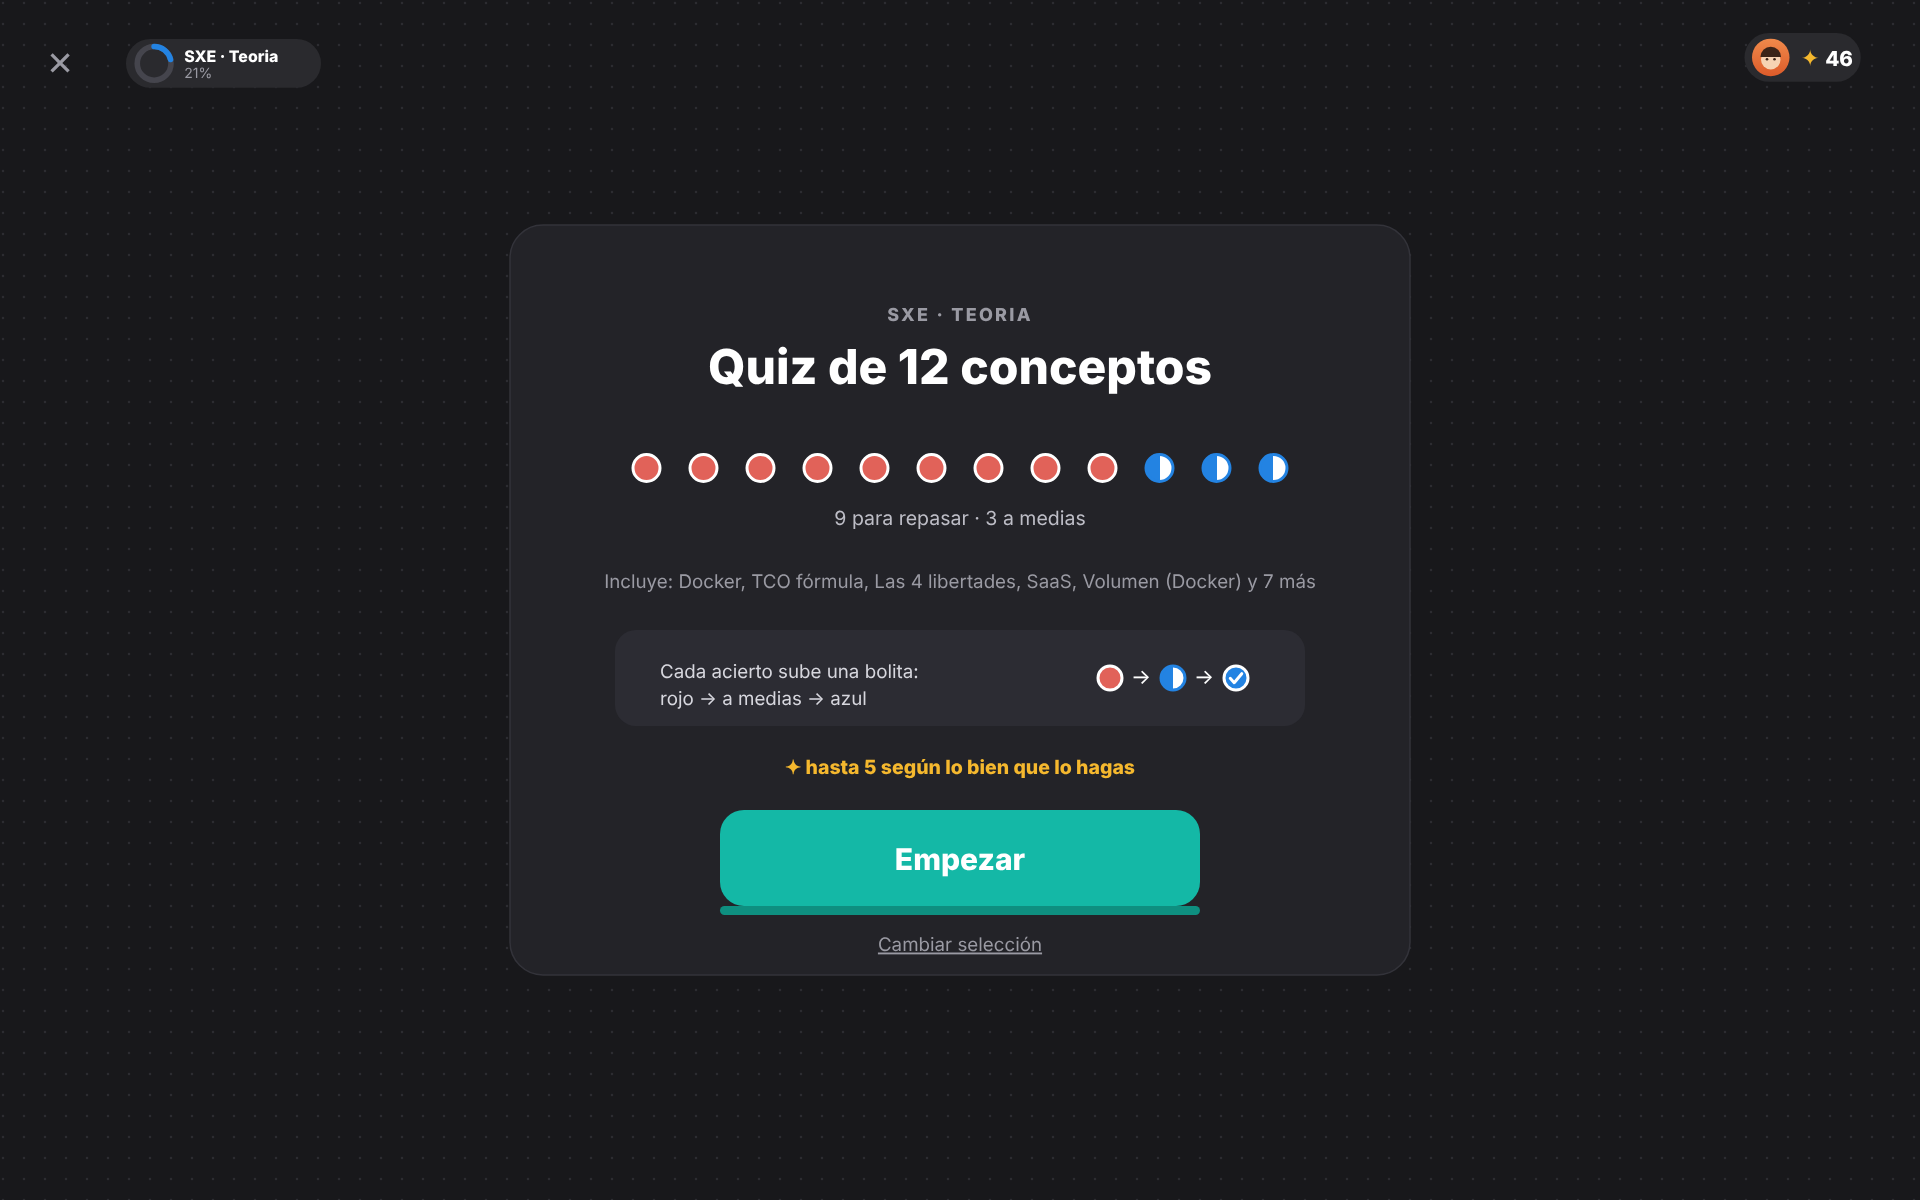 SXE · Teoria
21%
✦ 46
SXE · TEORIA
Quiz de 12 conceptos
9 para repasar · 3 a medias
Incluye: Docker, TCO fórmula, Las 4 libertades, SaaS, Volumen (Docker) y 7 más
Cada acierto sube una bolita:
rojo → a medias → azul
✦ hasta 5 según lo bien que lo hagas
Empezar
Cambiar selección